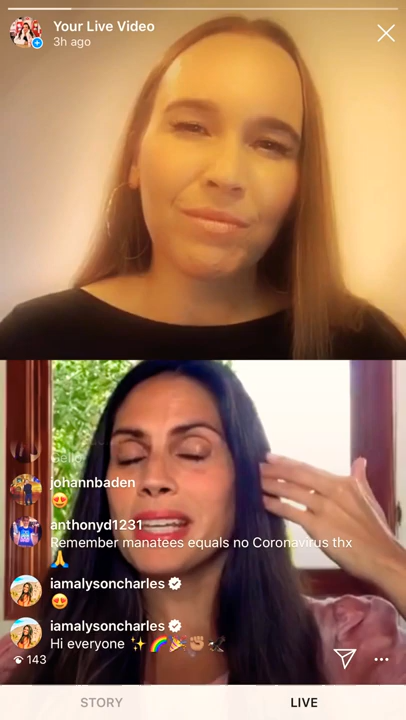 Your Live Video
3h ago
johannbaden
😍
anthonyd1231
Remember manatees equals no Coronavirus thx
🙏
iamalysoncharles
😍
iamalysoncharles
Hi everyone ✨🌈🎉✊🏽🕊
143
STORY
LIVE